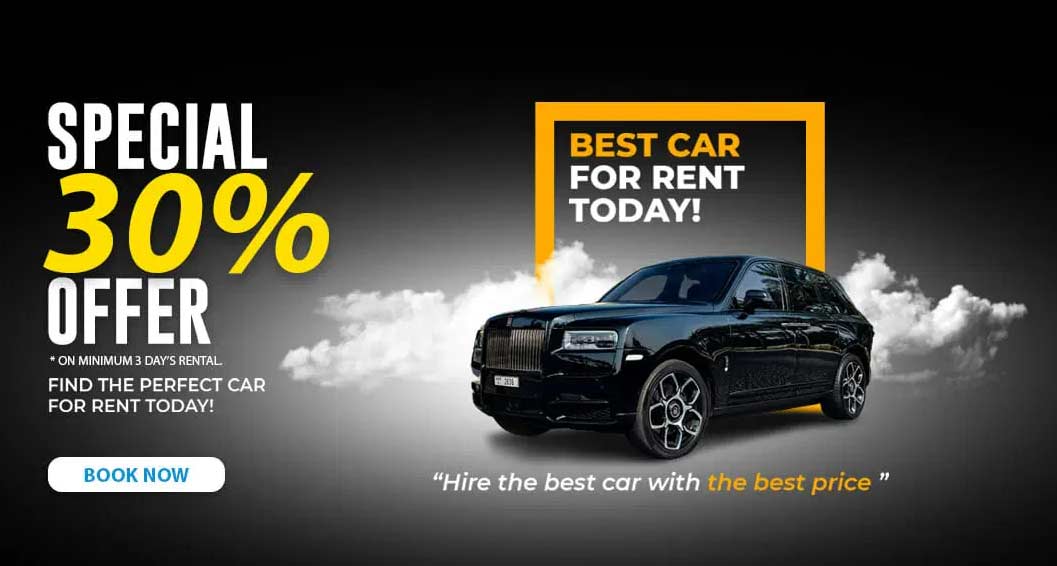 SPECIAL
30%
OFFER
* ON MINIMUM 3 DAY'S RENTAL.
FIND THE PERFECT CAR
FOR RENT TODAY!
BOOK NOW
BEST CAR
FOR RENT
TODAY!
“Hire the best car with the best price ”